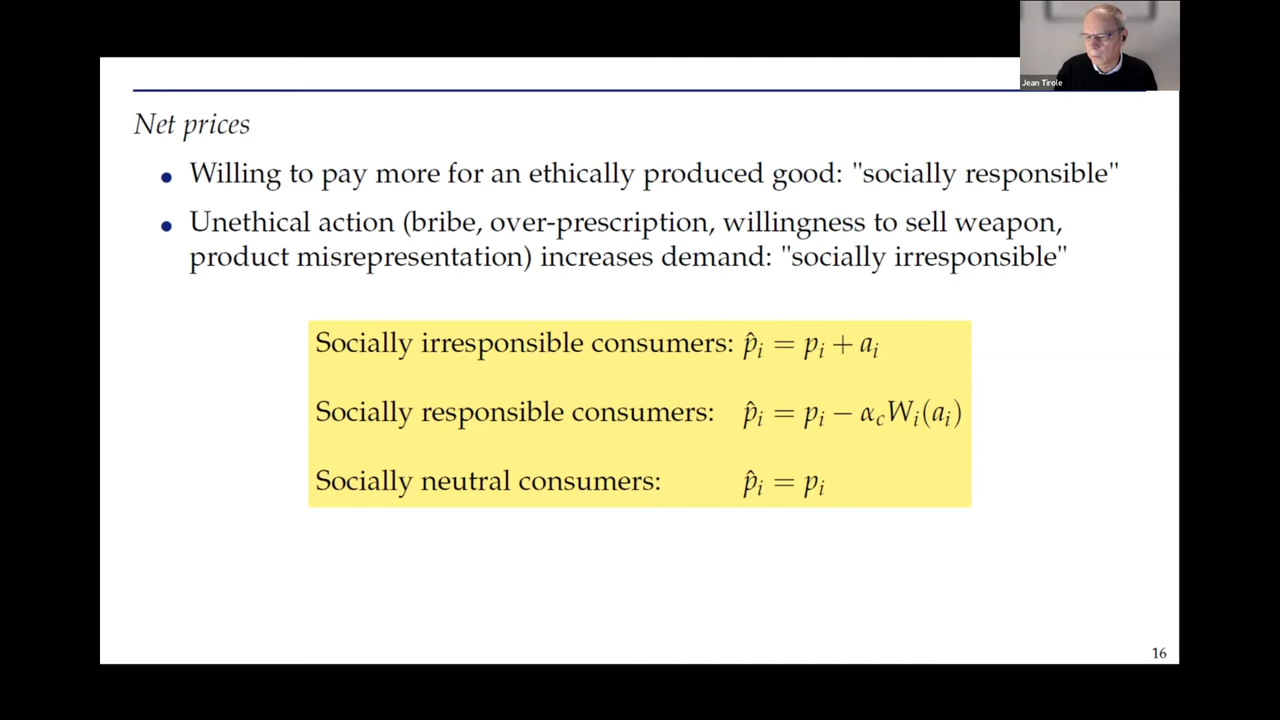 Jean Tirole
Net prices
• Willing to pay more for an ethically produced good: "socially responsible"
• Unethical action (bribe, over-prescription, willingness to sell weapon,
product misrepresentation) increases demand: "socially irresponsible"
Socially irresponsible consumers: p̂ᵢ = pᵢ + aᵢ
Socially responsible consumers: p̂ᵢ = pᵢ − α_cWᵢ(aᵢ)
Socially neutral consumers: p̂ᵢ = pᵢ
16